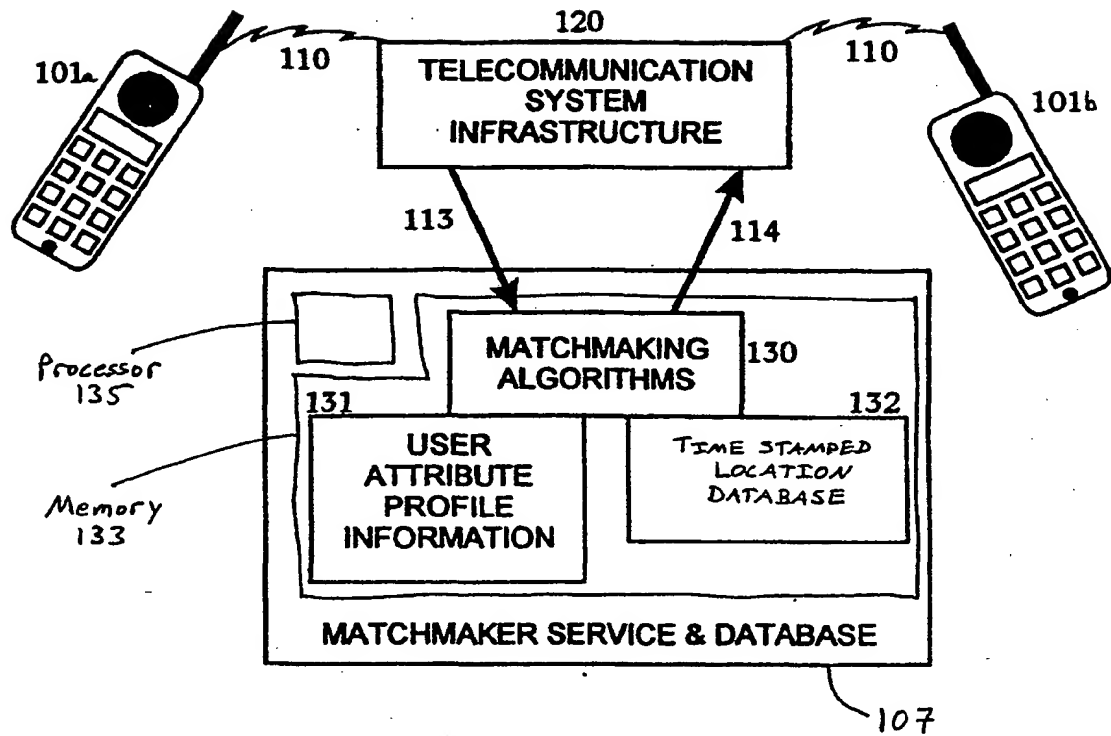 120
110
110
101a
101b
TELECOMMUNICATION
SYSTEM
INFRASTRUCTURE
113
114
MATCHMAKING
ALGORITHMS
130
Processor
135
131
132
USER
ATTRIBUTE
PROFILE
INFORMATION
TIME STAMPED
LOCATION
DATABASE
Memory
133
MATCHMAKER SERVICE & DATABASE
107